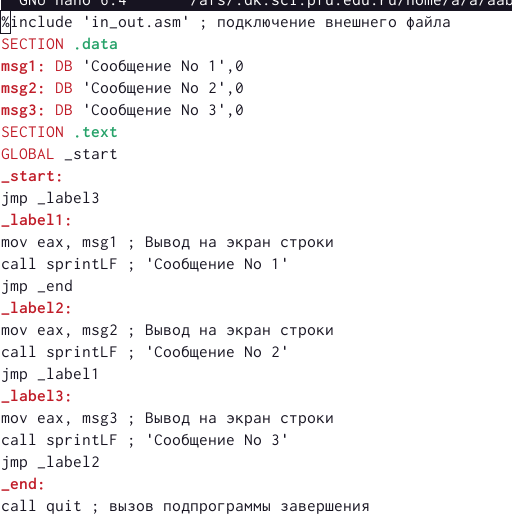 GNU nano 6.4 /afs/.dk.sci.pfu.edu.ru/home/a/a/aab
%include 'in_out.asm' ; подключение внешнего файла
SECTION .data
msg1: DB 'Сообщение No 1',0
msg2: DB 'Сообщение No 2',0
msg3: DB 'Сообщение No 3',0
SECTION .text
GLOBAL _start
_start:
jmp _label3
_label1:
mov eax, msg1 ; Вывод на экран строки
call sprintLF ; 'Сообщение No 1'
jmp _end
_label2:
mov eax, msg2 ; Вывод на экран строки
call sprintLF ; 'Сообщение No 2'
jmp _label1
_label3:
mov eax, msg3 ; Вывод на экран строки
call sprintLF ; 'Сообщение No 3'
jmp _label2
_end:
call quit ; вызов подпрограммы завершения